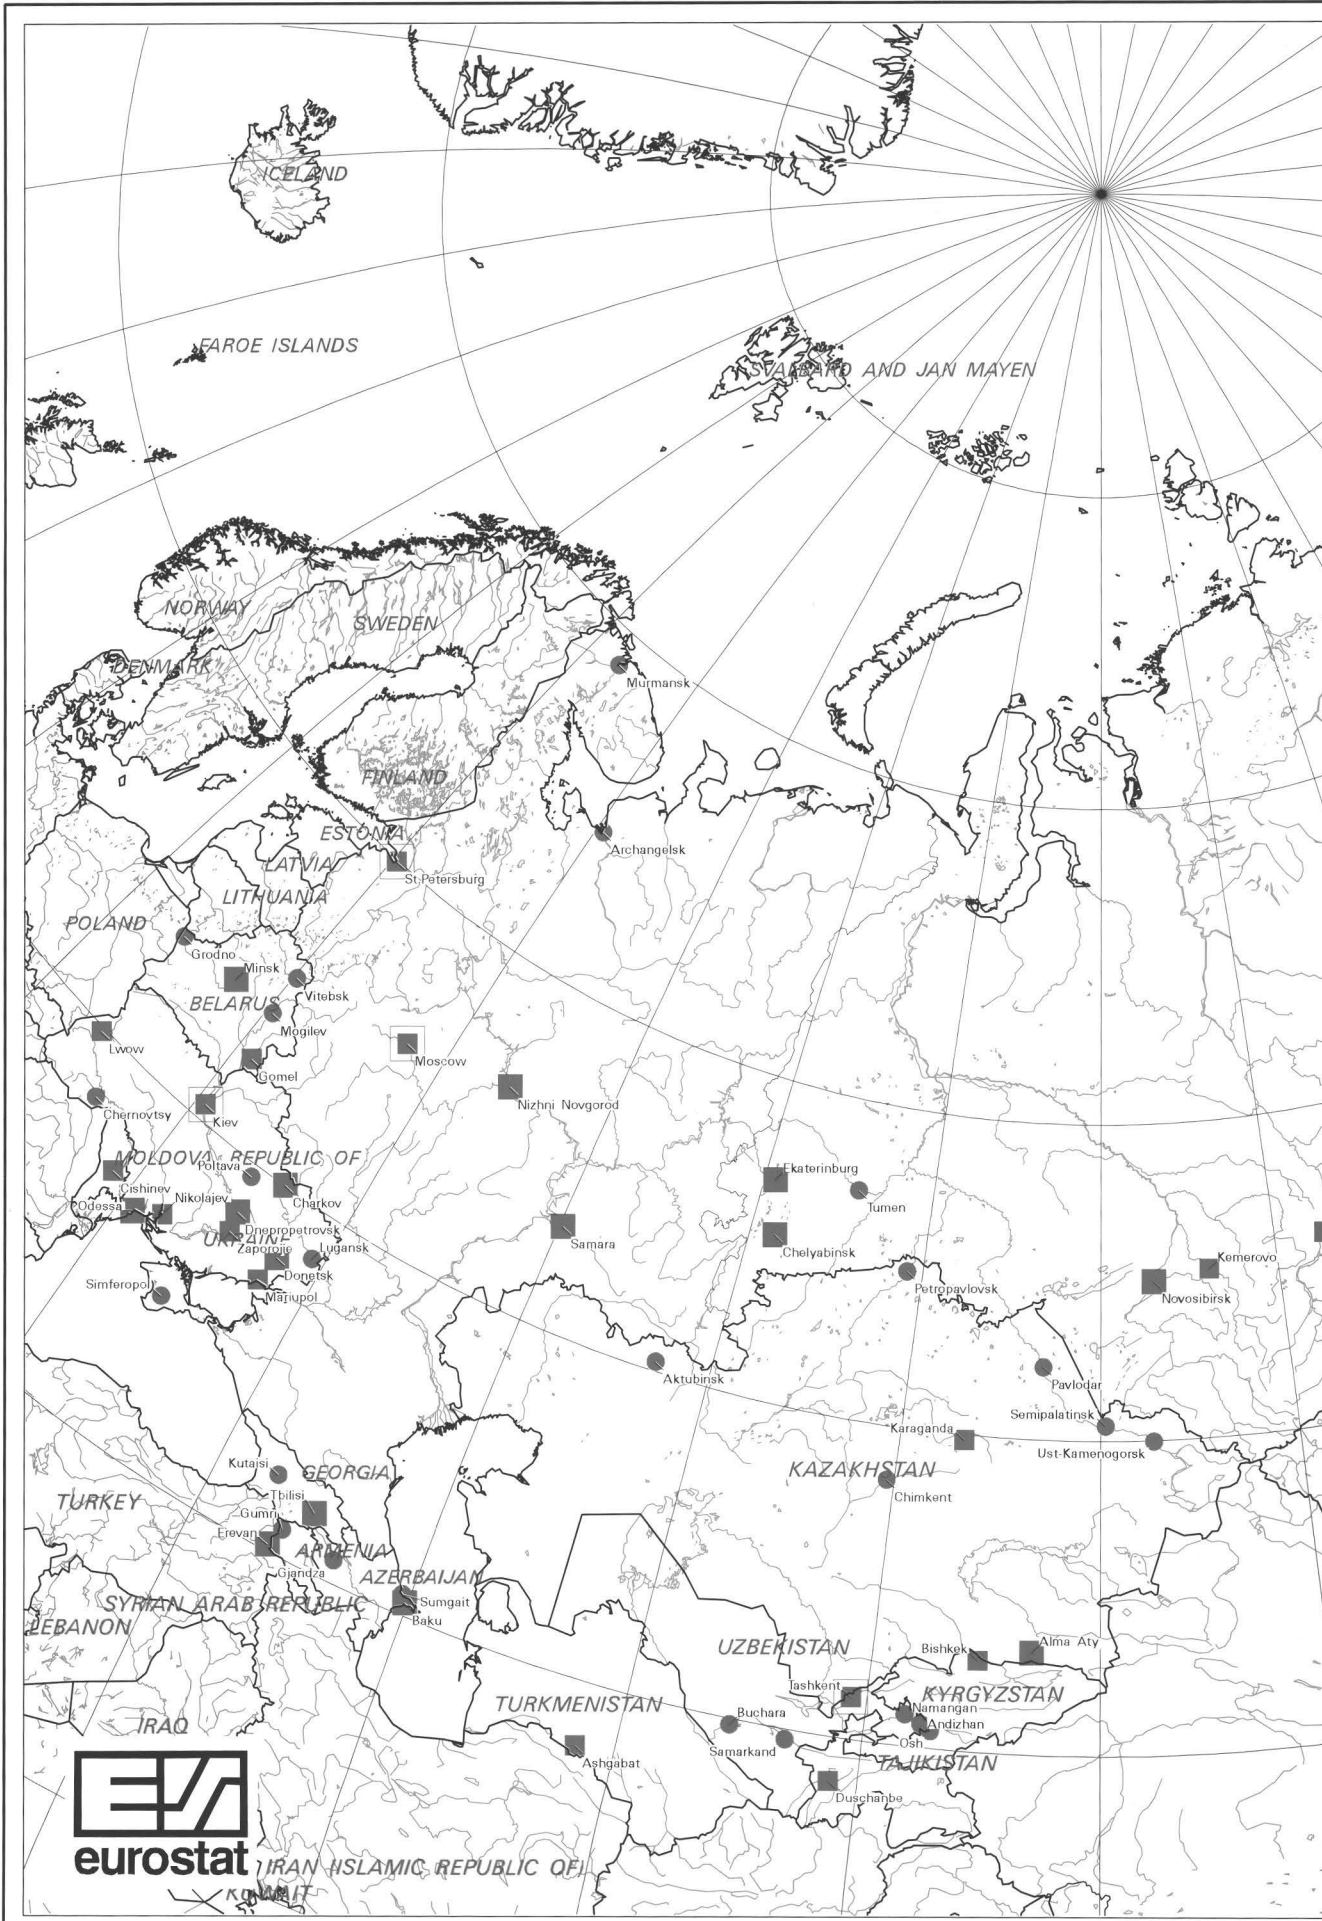 ICELAND
FAROE ISLANDS
SVALBARD AND JAN MAYEN
NORWAY
SWEDEN
DENMARK
Murmansk
FINLAND
ESTONIA
Archangelsk
LATVIA
St.Petersburg
LITHUANIA
POLAND
Grodno
Minsk
Vitebsk
BELARUS
Mogilev
Lwow
Moscow
Gomel
Nizhni Novgorod
Chernovtsy
Kiev
MOLDOVA, REPUBLIC OF
Poltava
Ekaterinburg
Cishinev
Nikolajev
Charkov
Tumen
Odessa
Dnepropetrovsk
UKRAINE
Samara
Chelyabinsk
Zaporojie
Lugansk
Kemerovo
Donetsk
Simferopol
Mariupol
Petropavlovsk
Novosibirsk
Aktubinsk
Pavlodar
Semipalatinsk
Karaganda
Ust-Kamenogorsk
Kutajsi
GEORGIA
KAZAKHSTAN
Chimkent
Tbilisi
TURKEY
Gumri
Erevan
ARMENIA
Gjandza
AZERBAIJAN
SYRIAN ARAB REPUBLIC
Sumgait
LEBANON
Baku
UZBEKISTAN
Bishkek
Alma Aty
Tashkent
KYRGYZSTAN
TURKMENISTAN
Namangan
IRAQ
Buchara
Andizhan
Samarkand
Osh
Ashgabat
TAJIKISTAN
Duschanbe
eurostat
IRAN (ISLAMIC REPUBLIC OF)
KUWAIT